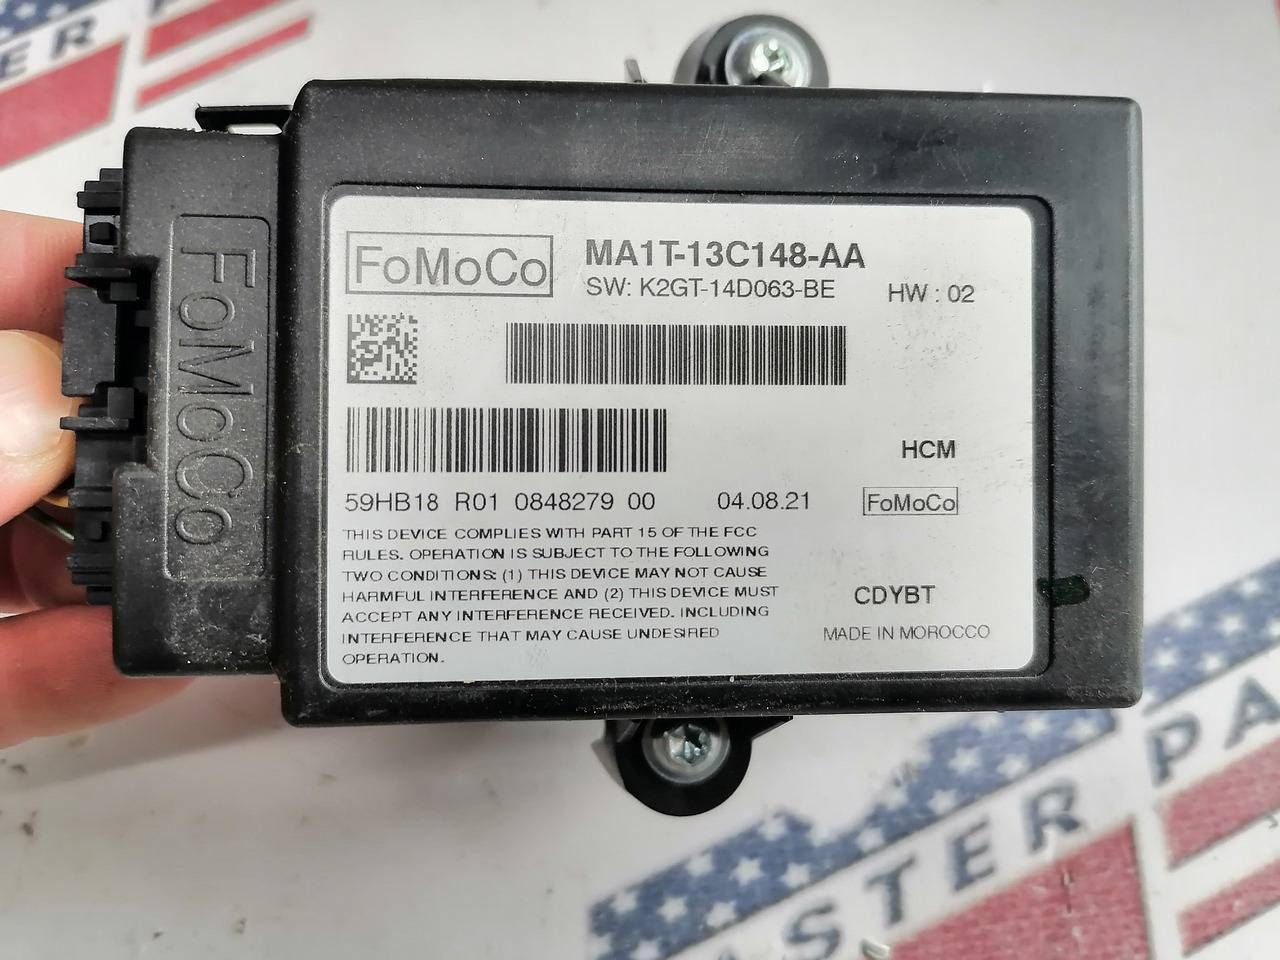 FoMoCo
MA1T-13C148-AA
SW: K2GT-14D063-BE
HW : 02
HCM
59HB18 R01 0848279 00
04.08.21
FoMoCo
THIS DEVICE COMPLIES WITH PART 15 OF THE FCC
RULES. OPERATION IS SUBJECT TO THE FOLLOWING
TWO CONDITIONS: (1) THIS DEVICE MAY NOT CAUSE
HARMFUL INTERFERENCE AND (2) THIS DEVICE MUST
ACCEPT ANY INTERFERENCE RECEIVED. INCLUDING
INTERFERENCE THAT MAY CAUSE UNDESIRED
OPERATION.
CDYBT
MADE IN MOROCCO
FoMoCo
ER P
ASTER PA